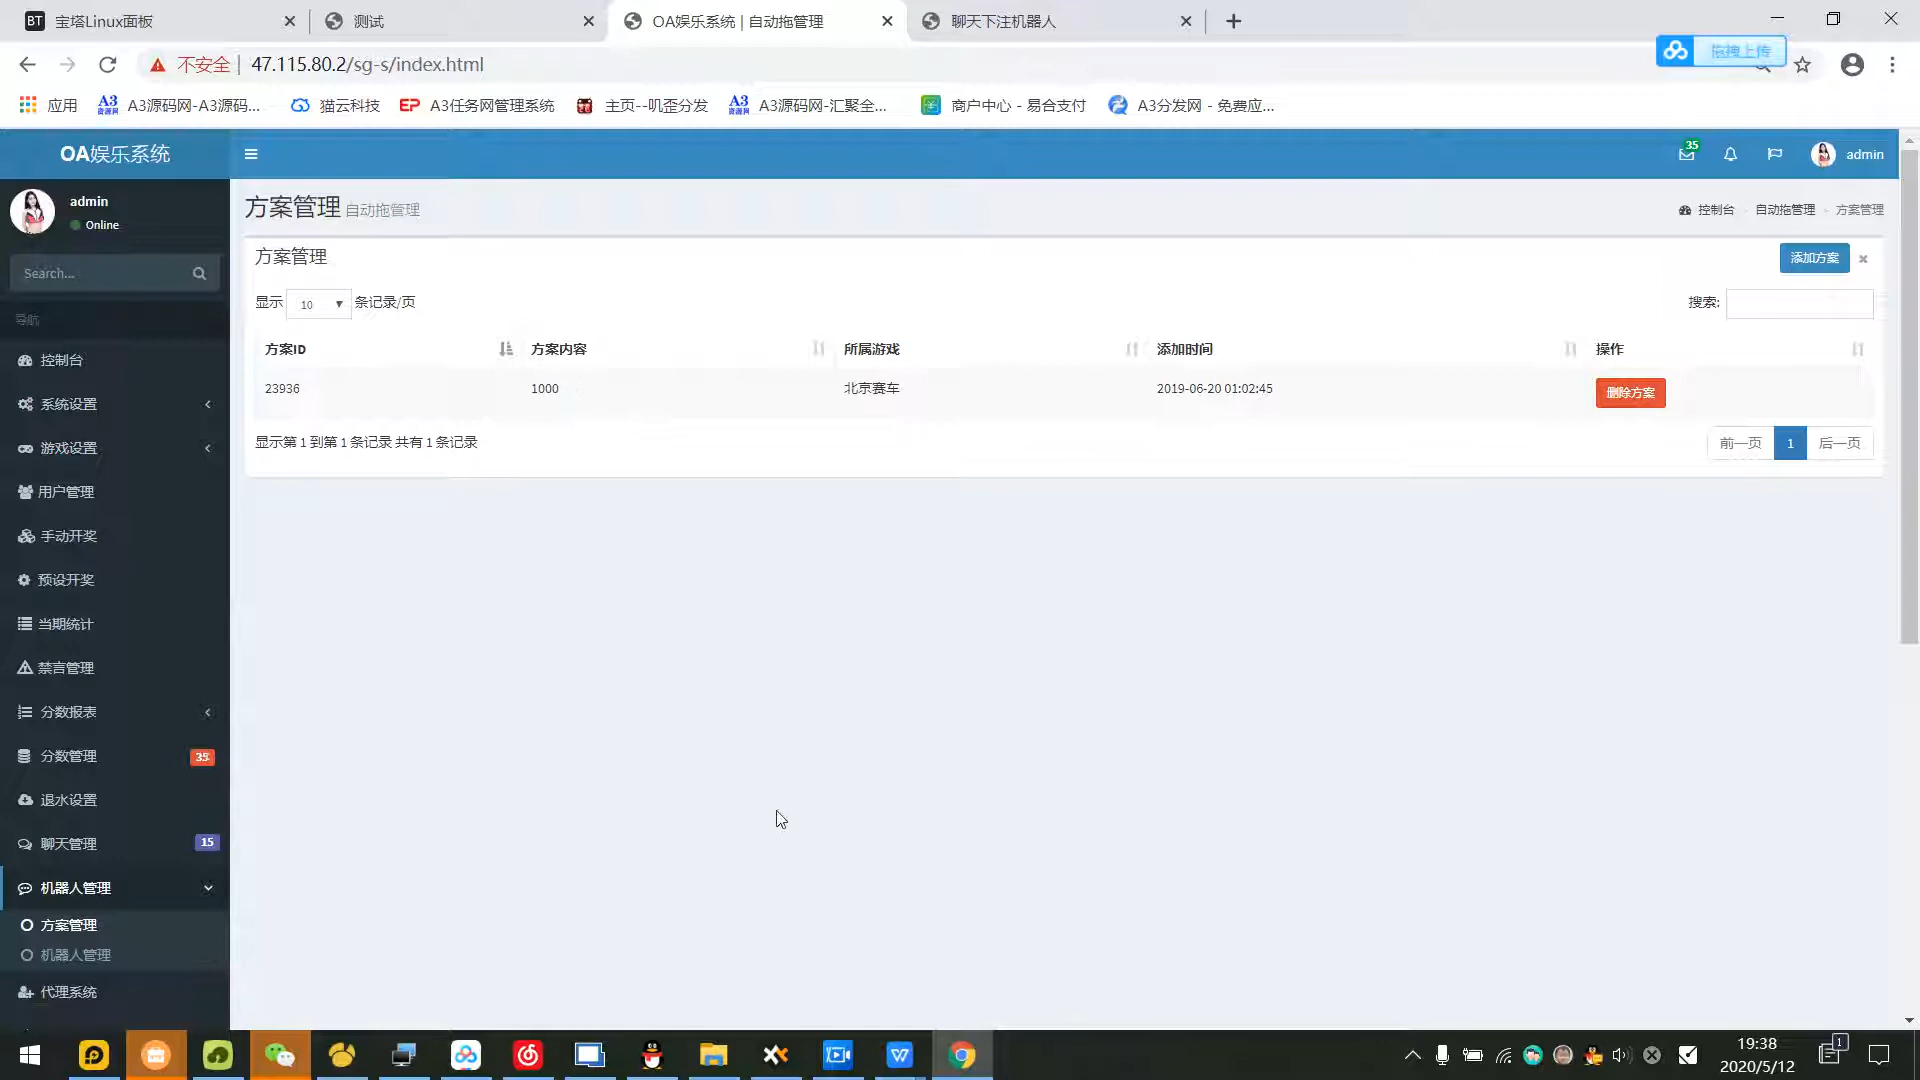 BT 宝塔Linux面板
测试
OA娱乐系统 | 自动拖管理
聊天下注机器人
不安全 | 47.115.80.2/sg-s/index.html
拖拽上传
应用
A3源码网-A3源码...
猫云科技
EP A3任务网管理系统
主页--叽歪分发
A3源码网-汇聚全...
商户中心 - 易合支付
A3分发网 - 免费应...
OA娱乐系统
35
admin
admin
Online
Search...
导航
控制台
系统设置
游戏设置
用户管理
手动开奖
预设开奖
当期统计
禁言管理
分数报表
分数管理 35
退水设置
聊天管理 15
机器人管理
方案管理
机器人管理
代理系统
方案管理 自动拖管理
控制台 自动拖管理 方案管理
方案管理
添加方案
显示 10 条记录/页
搜索:
方案ID 方案内容 所属游戏 添加时间 操作
23936 1000 北京赛车 2019-06-20 01:02:45 删除方案
显示第 1 到第 1 条记录 共有 1 条记录
前一页 1 后一页
19:38
2020/5/12
1